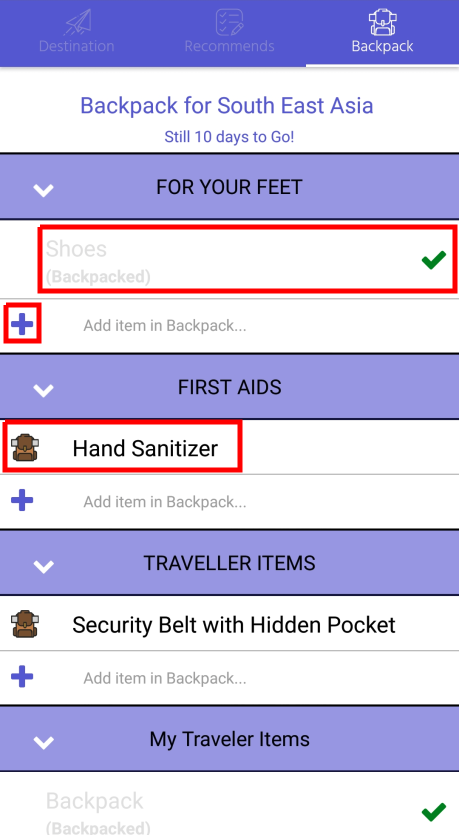 Destination
Recommends
Backpack
Backpack for South East Asia
Still 10 days to Go!
FOR YOUR FEET
Shoes
(Backpacked)
Add item in Backpack...
FIRST AIDS
Hand Sanitizer
Add item in Backpack...
TRAVELLER ITEMS
Security Belt with Hidden Pocket
Add item in Backpack...
My Traveler Items
Backpack
(Backpacked)